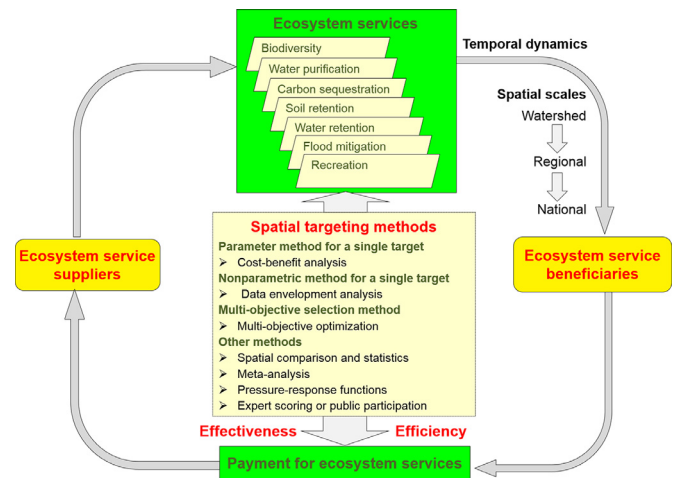 Ecosystem services
Biodiversity
Water purification
Carbon sequestration
Soil retention
Water retention
Flood mitigation
Recreation
Temporal dynamics
Spatial scales
Watershed
Regional
National
Ecosystem service
suppliers
Spatial targeting methods
Parameter method for a single target
➢ Cost-benefit analysis
Nonparametric method for a single target
➢ Data envelopment analysis
Multi-objective selection method
➢ Multi-objective optimization
Other methods
➢ Spatial comparison and statistics
➢ Meta-analysis
➢ Pressure-response functions
➢ Expert scoring or public participation
Ecosystem service
beneficiaries
Effectiveness
Efficiency
Payment for ecosystem services